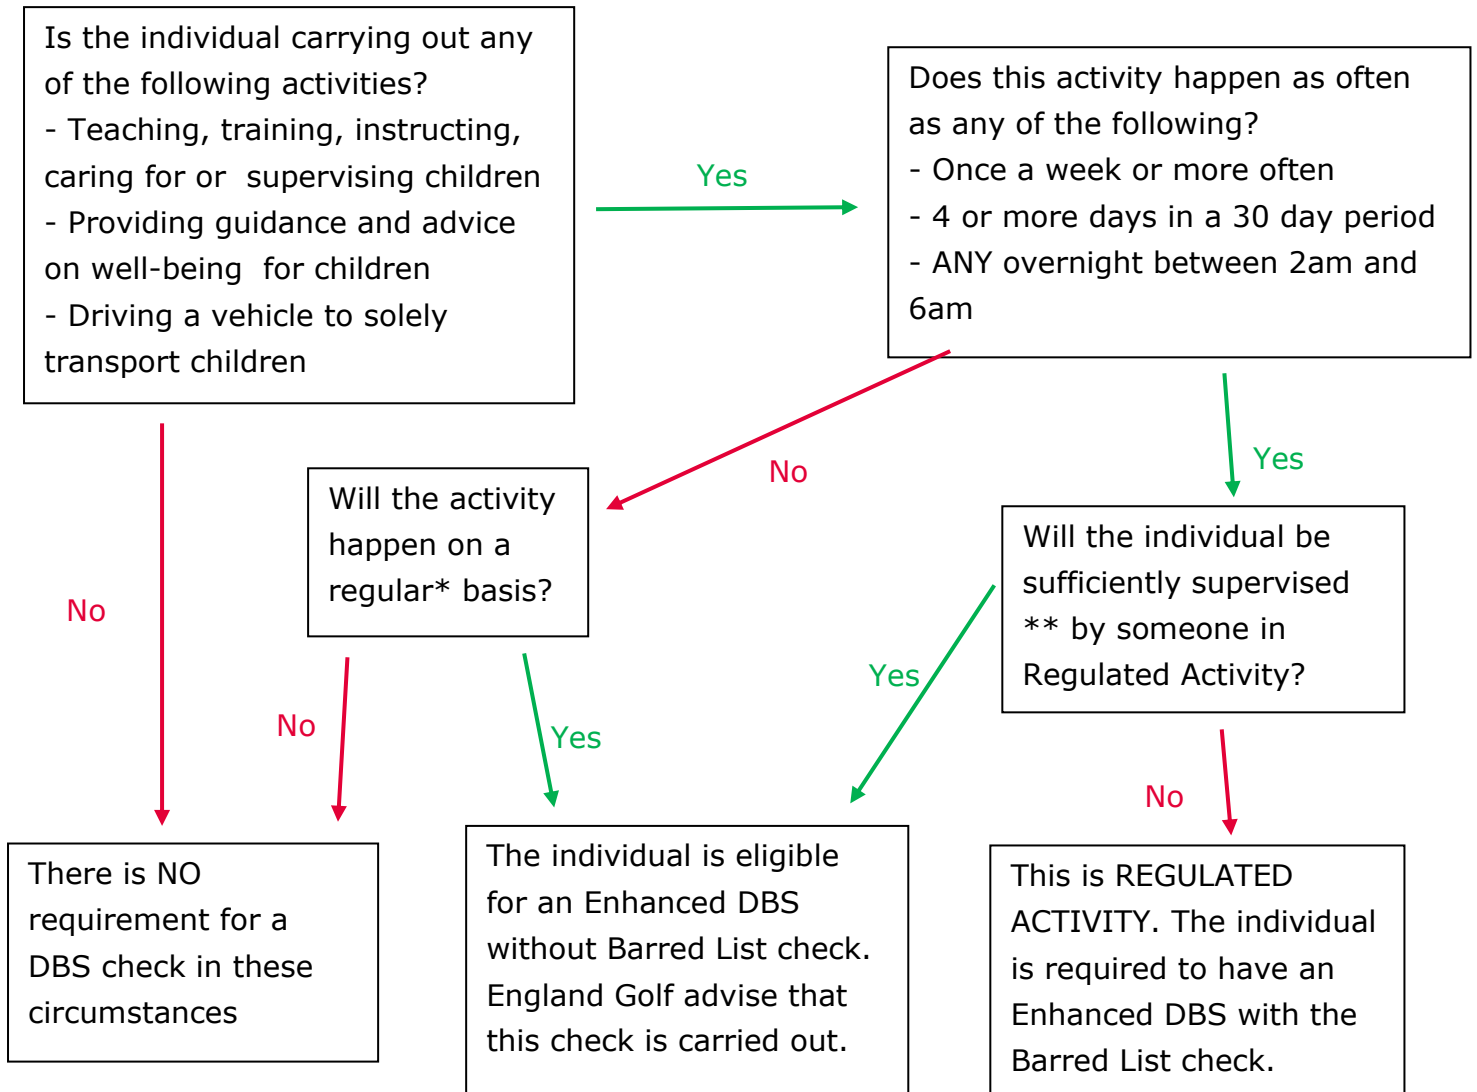 Is the individual carrying out any
of the following activities?
- Teaching, training, instructing,
caring for or supervising children
- Providing guidance and advice
on well-being for children
- Driving a vehicle to solely
transport children
Yes
Does this activity happen as often
as any of the following?
- Once a week or more often
- 4 or more days in a 30 day period
- ANY overnight between 2am and
6am
No
No
Yes
Will the activity
happen on a
regular* basis?
Will the individual be
sufficiently supervised
** by someone in
Regulated Activity?
No
Yes
Yes
No
There is NO
requirement for a
DBS check in these
circumstances
The individual is eligible
for an Enhanced DBS
without Barred List check.
England Golf advise that
this check is carried out.
This is REGULATED
ACTIVITY. The individual
is required to have an
Enhanced DBS with the
Barred List check.